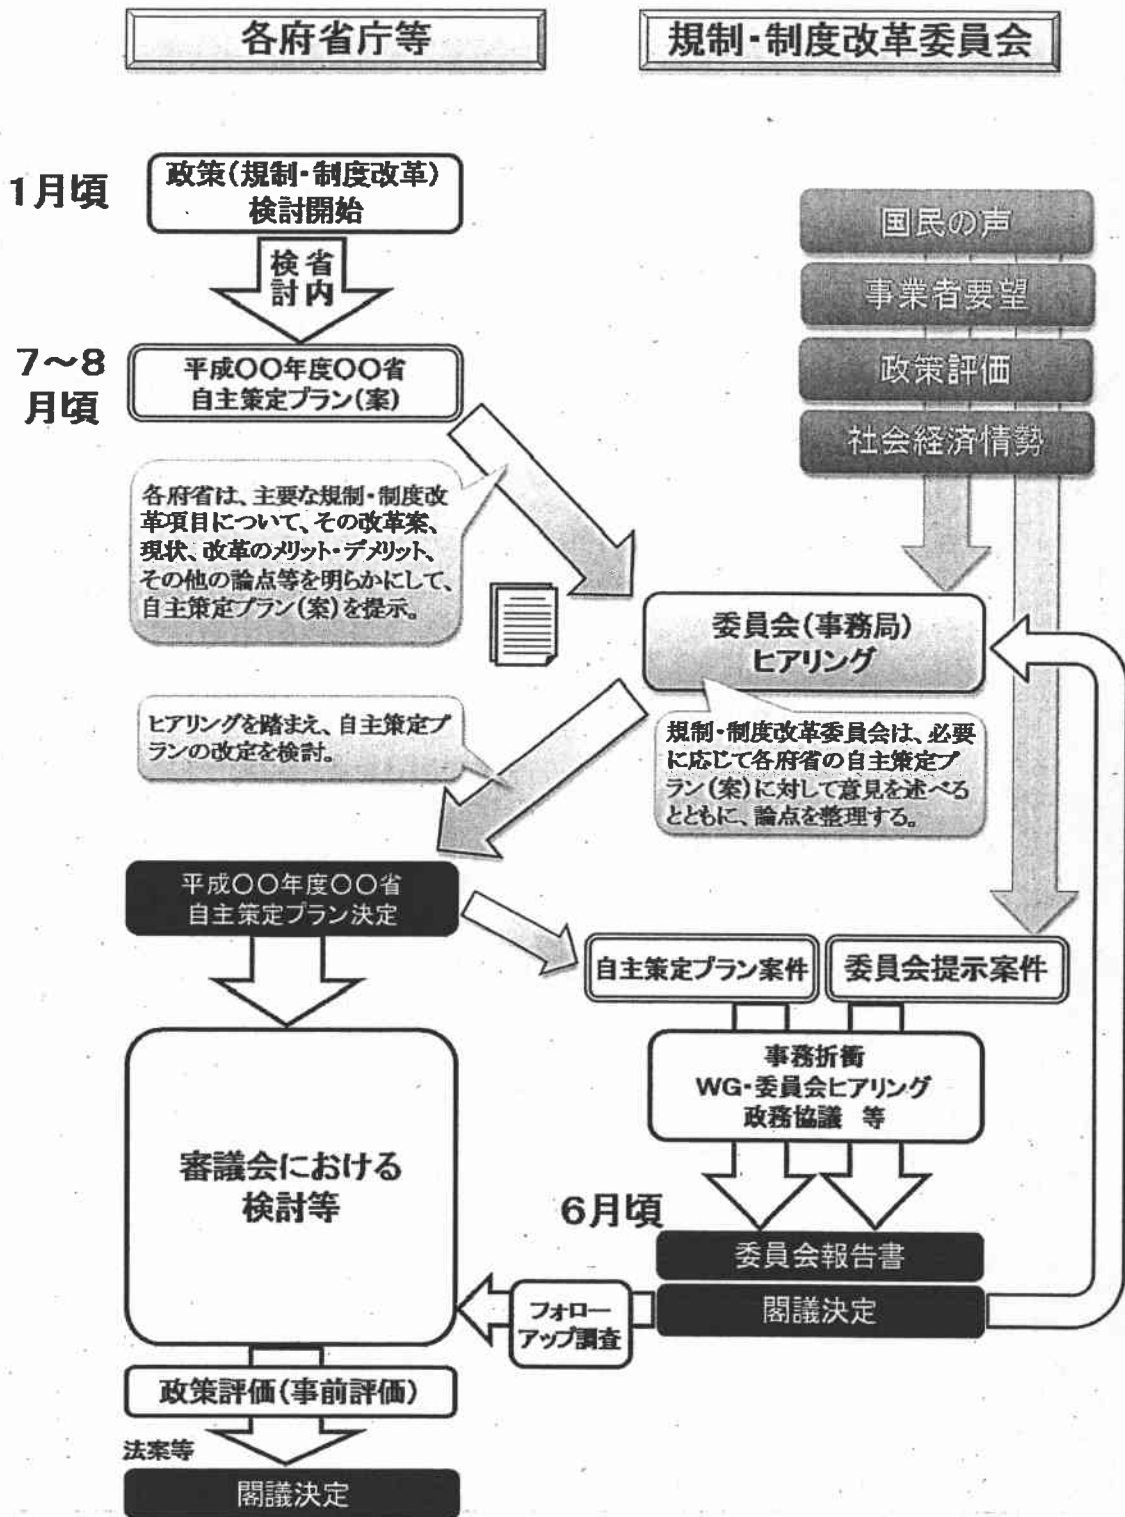 各府省庁等
規制・制度改革委員会
1月頃
政策(規制・制度改革)
検討開始
省内
検討
国民の声
事業者要望
政策評価
社会経済情勢
7～8
月頃
平成〇〇年度〇〇省
自主策定プラン(案)
各府省は、主要な規制・制度改
革項目について、その改革案、
現状、改革のメリット・デメリット、
その他の論点等を明らかにして、
自主策定プラン(案)を提示。
委員会(事務局)
ヒアリング
ヒアリングを踏まえ、自主策定プ
ランの改定を検討。
規制・制度改革委員会は、必要
に応じて各府省の自主策定プ
ラン(案)に対して意見を述べる
とともに、論点を整理する。
平成〇〇年度〇〇省
自主策定プラン決定
自主策定プラン案件
委員会提示案件
事務折衝
WG・委員会ヒアリング
政務協議 等
審議会における
検討等
6月頃
委員会報告書
閣議決定
フォロー
アップ調査
政策評価(事前評価)
法案等
閣議決定